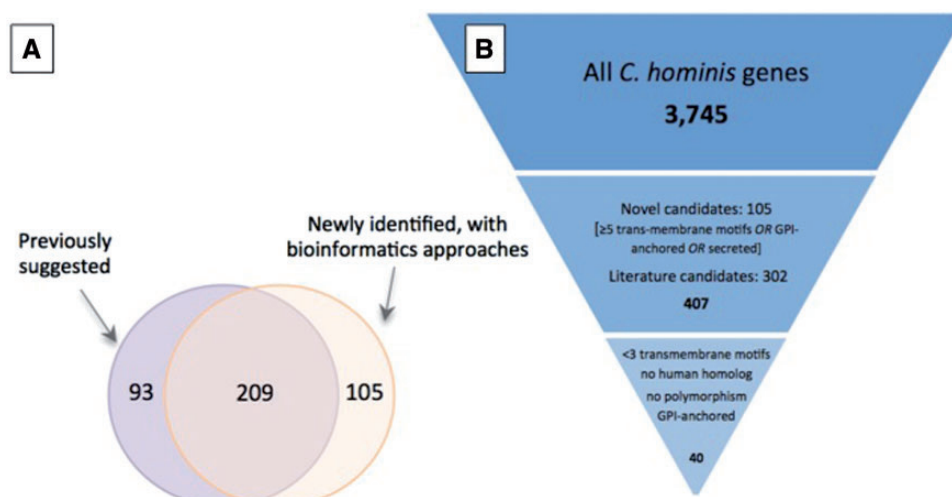 A
Previously
suggested
Newly identified, with
bioinformatics approaches
93
209
105
B
All C. hominis genes
3,745
Novel candidates: 105
[≥5 trans-membrane motifs OR GPI-
anchored OR secreted]
Literature candidates: 302
407
<3 transmembrane motifs
no human homolog
no polymorphism
GPI-anchored
40